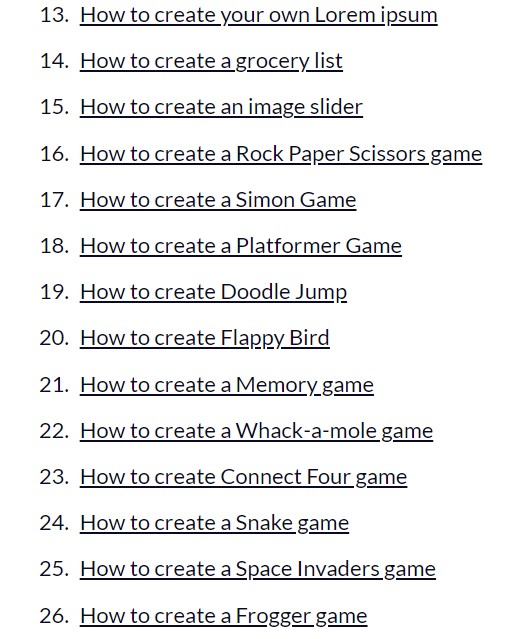 13. How to create your own Lorem ipsum
14. How to create a grocery list
15. How to create an image slider
16. How to create a Rock Paper Scissors game
17. How to create a Simon Game
18. How to create a Platformer Game
19. How to create Doodle Jump
20. How to create Flappy Bird
21. How to create a Memory game
22. How to create a Whack-a-mole game
23. How to create Connect Four game
24. How to create a Snake game
25. How to create a Space Invaders game
26. How to create a Frogger game